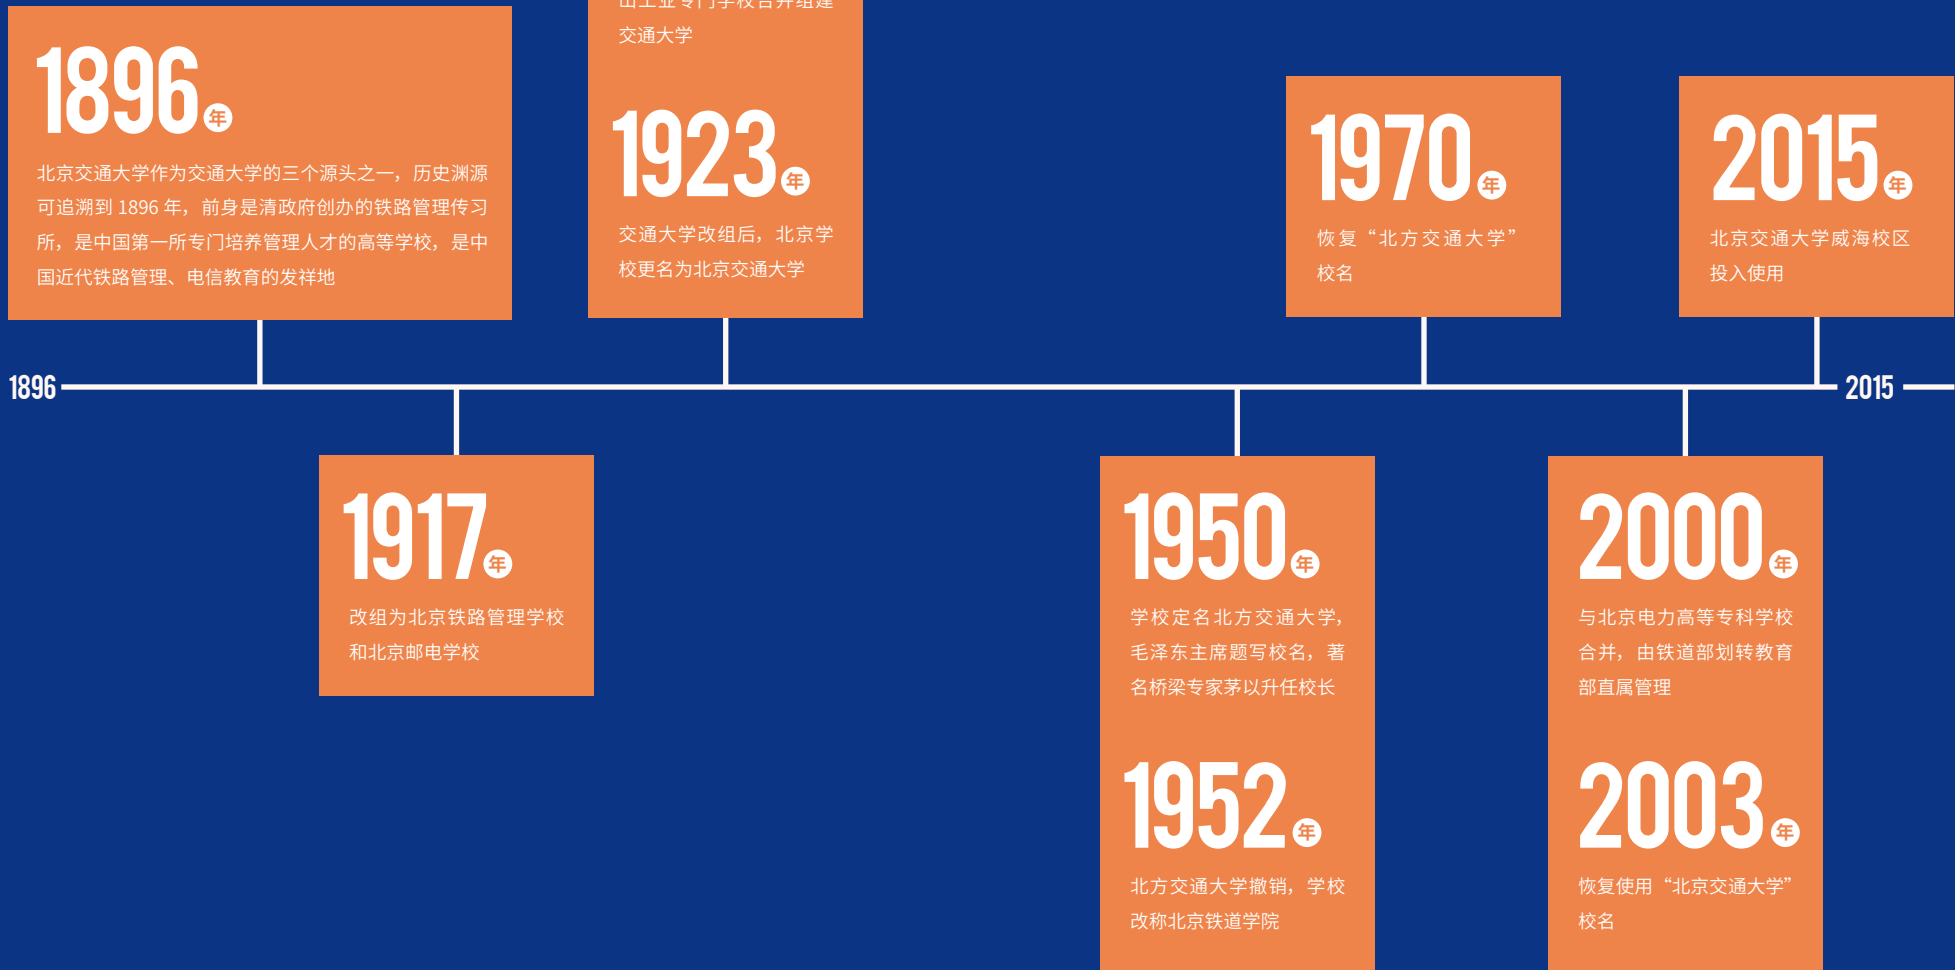 1896年
北京交通大学作为交通大学的三个源头之一，历史渊源
可追溯到 1896 年，前身是清政府创办的铁路管理传习
所，是中国第一所专门培养管理人才的高等学校，是中
国近代铁路管理、电信教育的发祥地
山工业专门学校合并组建
交通大学
1923年
交通大学改组后，北京学
校更名为北京交通大学
1970年
恢复“北方交通大学”
校名
2015年
北京交通大学威海校区
投入使用
1896
2015
1917年
改组为北京铁路管理学校
和北京邮电学校
1950年
学校定名北方交通大学，
毛泽东主席题写校名，著
名桥梁专家茅以升任校长
1952年
北方交通大学撤销，学校
改称北京铁道学院
2000年
与北京电力高等专科学校
合并，由铁道部划转教育
部直属管理
2003年
恢复使用“北京交通大学”
校名